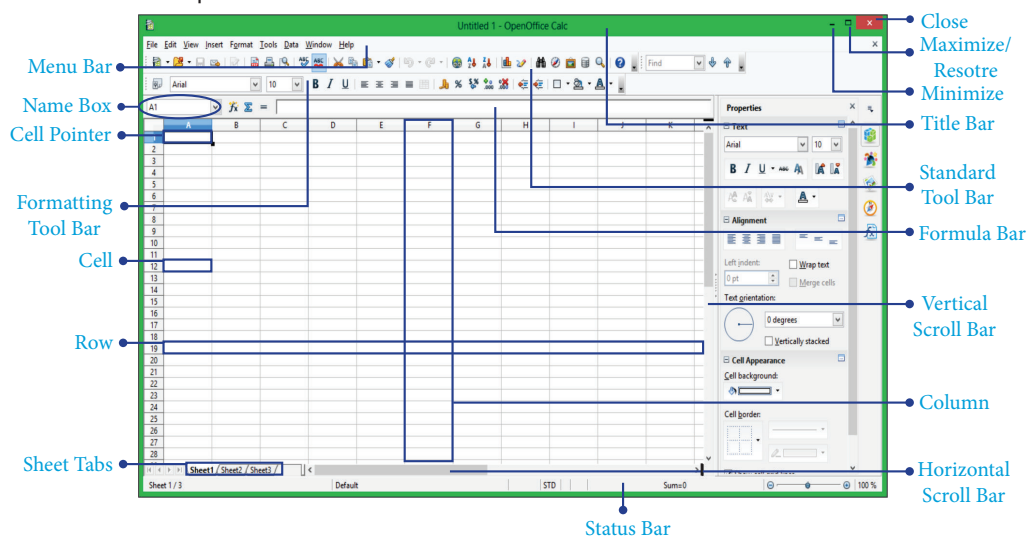 Untitled 1 - OpenOffice Calc
File Edit View Insert Format Tools Data Window Help
Find
Arial 10 B I U
A1 =
A B C D E F G H I J K
1
2
3
4
5
6
7
8
9
10
11
12
13
14
15
16
17
18
19
20
21
22
23
24
25
26
27
28
Sheet1 / Sheet2 / Sheet3 /
Sheet 1 / 3 Default STD Sum=0 100 %
Properties
Text
Arial 10
B I U
A
Alignment
Left indent:
Wrap text
0 pt
Merge cells
Text orientation:
0 degrees
Vertically stacked
Cell Appearance
Cell background:
Cell border:
Menu Bar
Name Box
Cell Pointer
Formatting
Tool Bar
Cell
Row
Sheet Tabs
Close
Maximize/
Resotre
Minimize
Title Bar
Standard
Tool Bar
Formula Bar
Vertical
Scroll Bar
Column
Horizontal
Scroll Bar
Status Bar